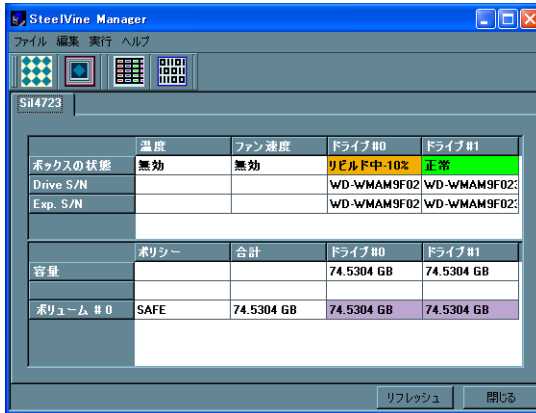 SteelVine Manager
ファイル 編集 実行 ヘルプ
SiI4723
温度 ファン速度 ドライブ#0 ドライブ#1
ボックスの状態 無効 無効 リビルド中-10% 正常
Drive S/N WD-WMAM9F02 WD-WMAM9F02
Exp. S/N WD-WMAM9F02 WD-WMAM9F02
ポリシー 合計 ドライブ#0 ドライブ#1
容量 74.5304 GB 74.5304 GB
ボリューム #0 SAFE 74.5304 GB 74.5304 GB 74.5304 GB
リフレッシュ 閉じる